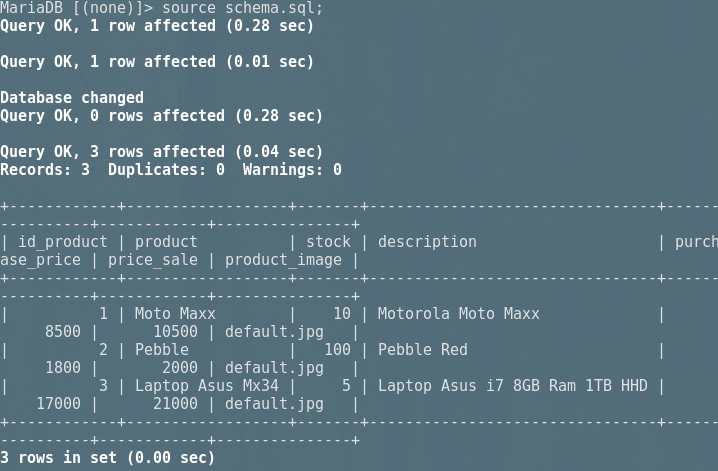 MariaDB [(none)]> source schema.sql;
Query OK, 1 row affected (0.28 sec)
Query OK, 1 row affected (0.01 sec)
Database changed
Query OK, 0 rows affected (0.28 sec)
Query OK, 3 rows affected (0.04 sec)
Records: 3  Duplicates: 0  Warnings: 0
+------------+------------------+-------+--------------------------------+------
----------+------------+---------------+
| id_product | product          | stock | description                    | purch
ase_price | price_sale | product_image |
+------------+------------------+-------+--------------------------------+------
----------+------------+---------------+
|          1 | Moto Maxx        |    10 | Motorola Moto Maxx             |
     8500 |      10500 | default.jpg   |
|          2 | Pebble           |   100 | Pebble Red                     |
     1800 |       2000 | default.jpg   |
|          3 | Laptop Asus Mx34 |     5 | Laptop Asus i7 8GB Ram 1TB HHD |
    17000 |      21000 | default.jpg   |
+------------+------------------+-------+--------------------------------+------
----------+------------+---------------+
3 rows in set (0.00 sec)